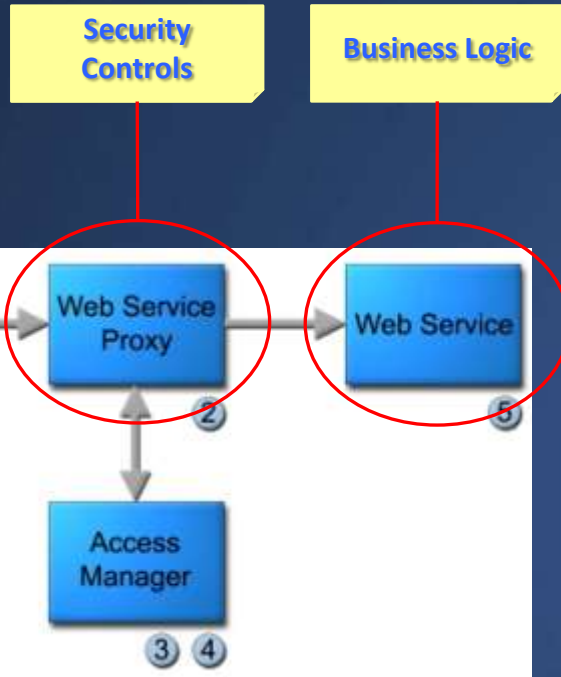 Security
Controls
Business Logic
Web Service
Proxy
Web Service
②
⑤
Access
Manager
③ ④